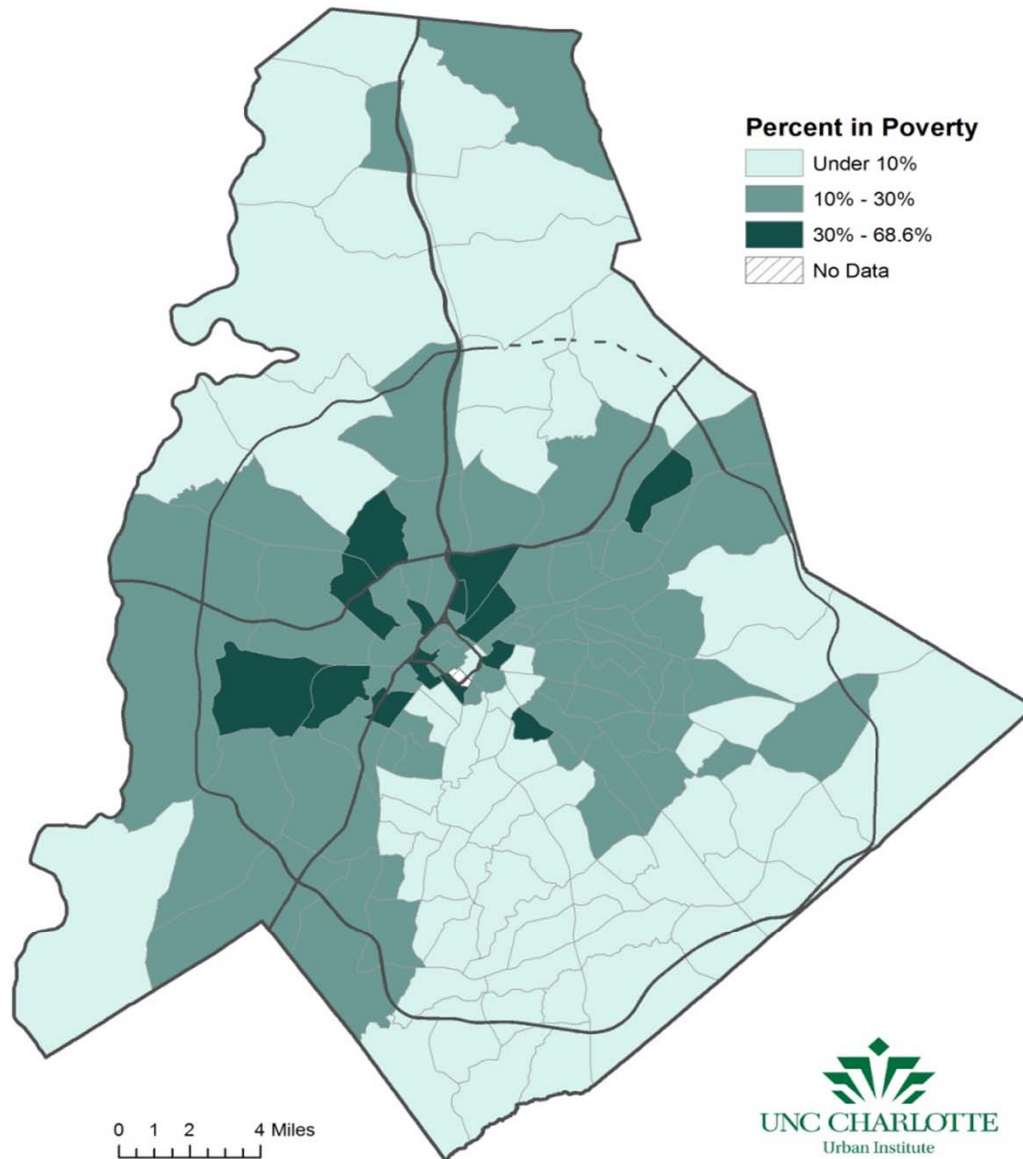 Percent in Poverty
Under 10%
10% - 30%
30% - 68.6%
No Data
0 1 2 4 Miles
UNC CHARLOTTE
Urban Institute